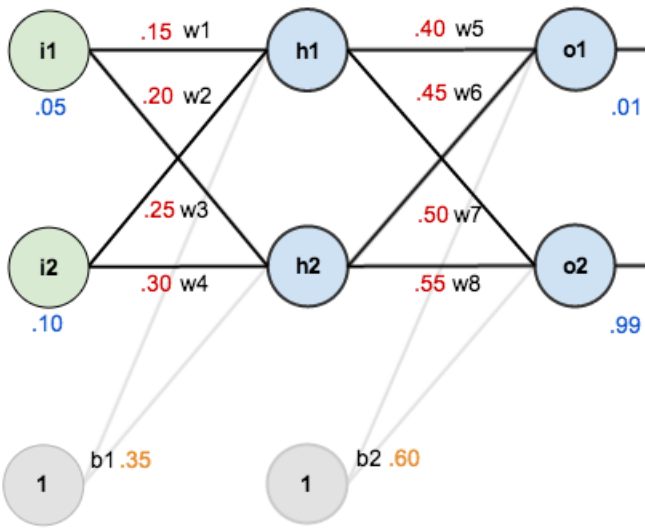 .15 w1
i1 h1 .40 w5 o1
.20 w2 .45 w6
.05 .01
.25 w3 .50 w7
i2 h2 o2
.30 w4 .55 w8
.10 .99
b1 .35 b2 .60
1 1